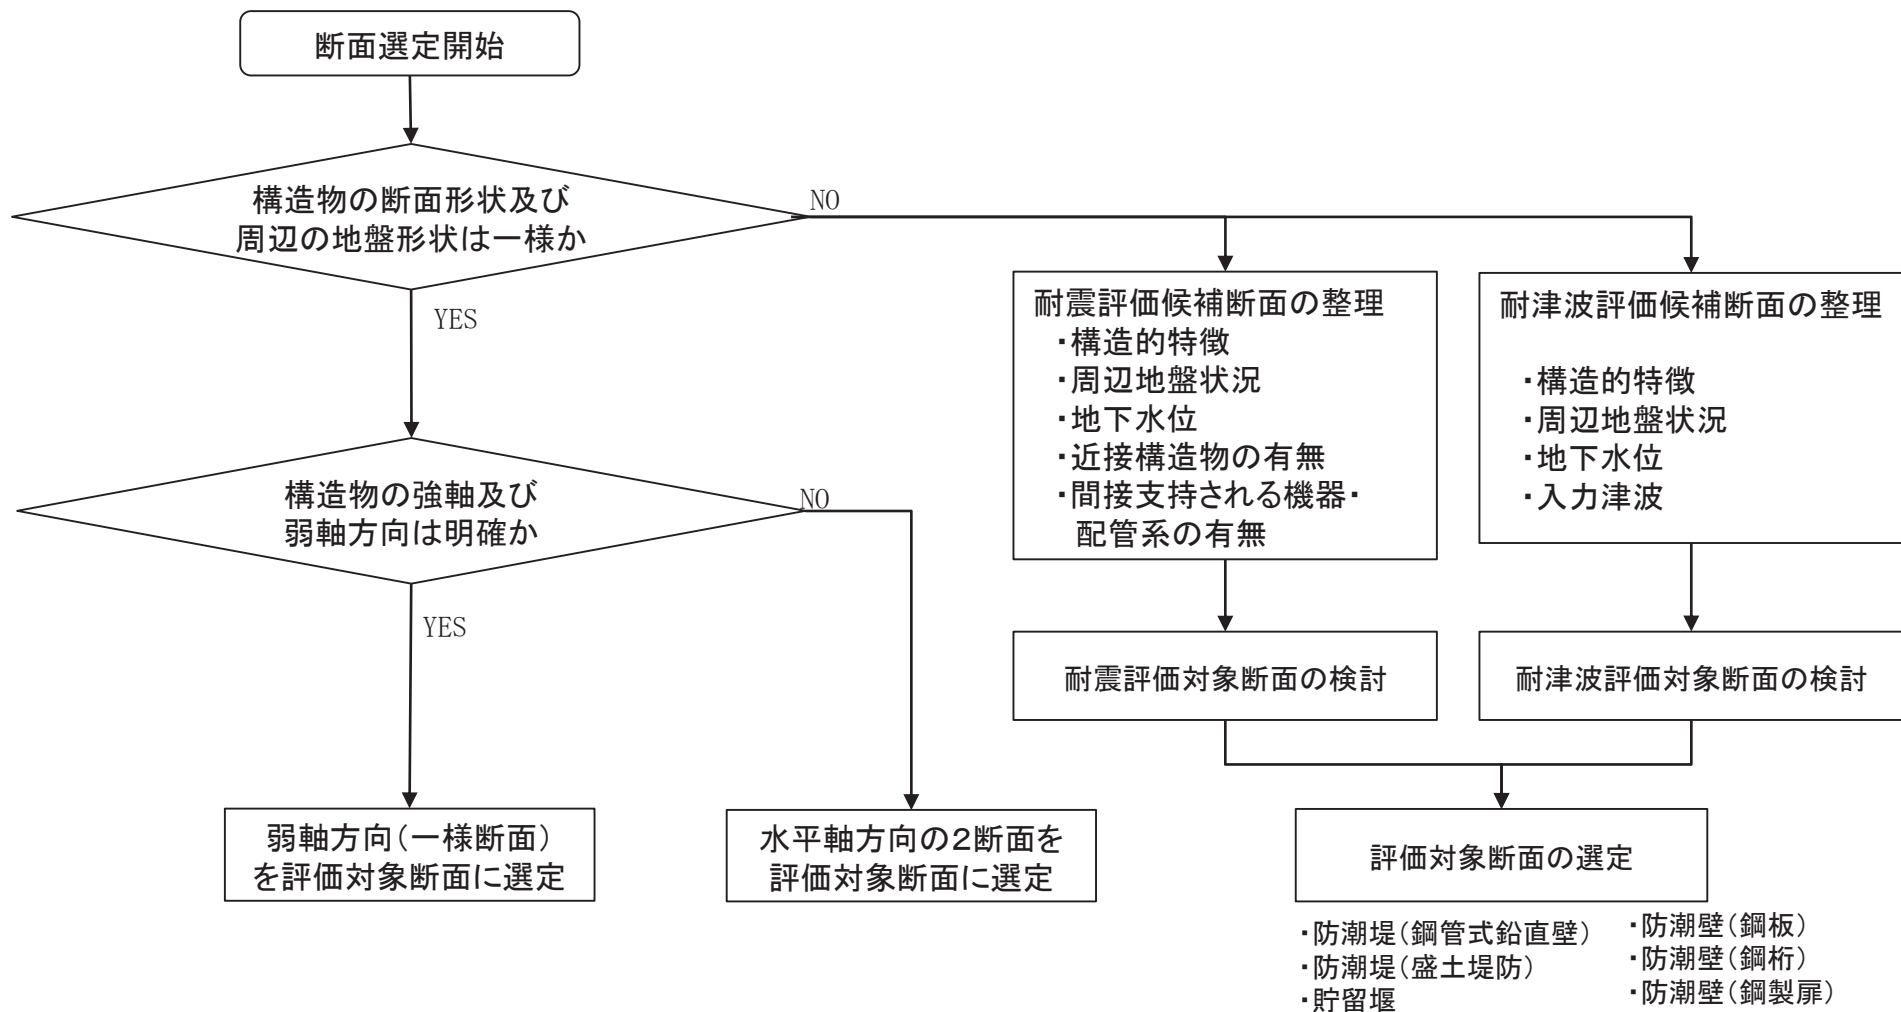 断面選定開始
構造物の断面形状及び
周辺の地盤形状は一様か
NO
YES
構造物の強軸及び
弱軸方向は明確か
NO
YES
弱軸方向(一様断面)
を評価対象断面に選定
水平軸方向の2断面を
評価対象断面に選定
耐震評価候補断面の整理
・構造的特徴
・周辺地盤状況
・地下水位
・近接構造物の有無
・間接支持される機器・
配管系の有無
耐津波評価候補断面の整理
・構造的特徴
・周辺地盤状況
・地下水位
・入力津波
耐震評価対象断面の検討
耐津波評価対象断面の検討
評価対象断面の選定
・防潮堤(鋼管式鉛直壁)
・防潮堤(盛土堤防)
・貯留堰
・防潮壁(鋼板)
・防潮壁(鋼桁)
・防潮壁(鋼製扉)